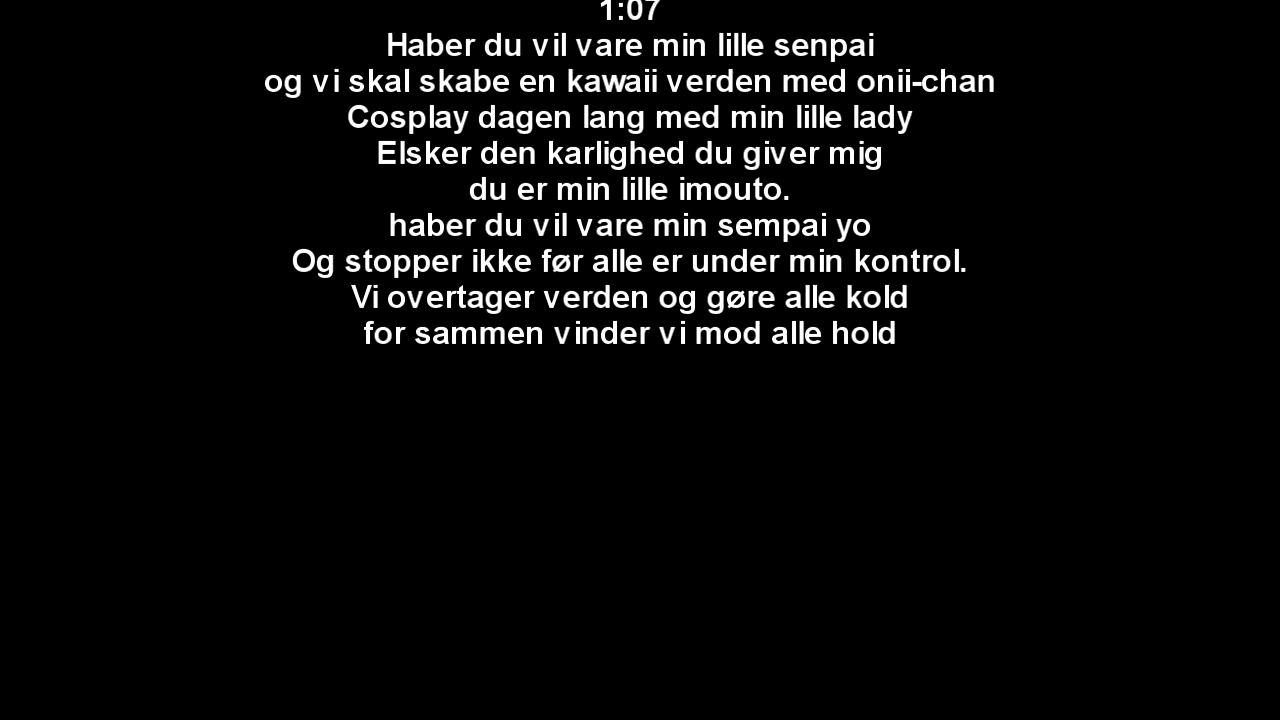 1:07
Haber du vil vare min lille senpai
og vi skal skabe en kawaii verden med onii-chan
Cosplay dagen lang med min lille lady
Elsker den karlighed du giver mig
du er min lille imouto.
haber du vil vare min sempai yo
Og stopper ikke før alle er under min kontrol.
Vi overtager verden og gøre alle kold
for sammen vinder vi mod alle hold